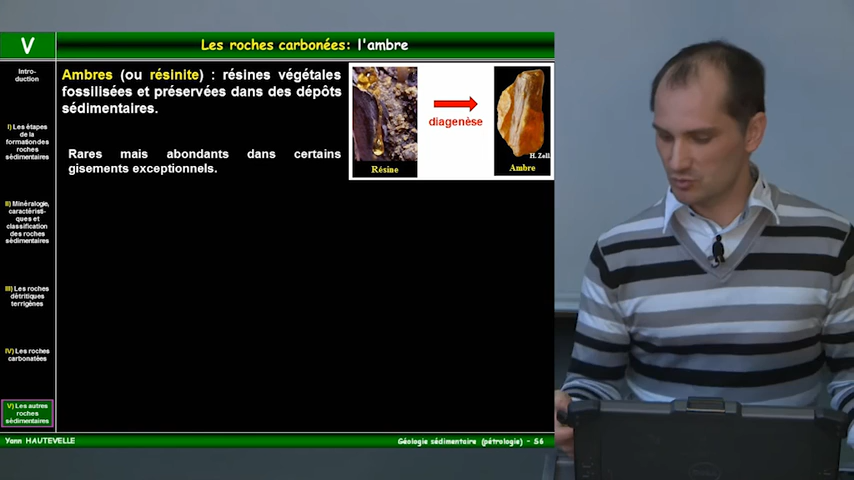 V
Les roches carbonées: l'ambre
Intro-
duction
I) Les étapes
de la
formation des
roches
sédimentaires
II) Minéralogie,
caractérist-
iques et
classification
des roches
sédimentaires
III) Les roches
détritiques
terrigènes
IV) Les roches
carbonatées
V) Les autres
roches
sédimentaires
Ambres (ou résinite) : résines végétales
fossilisées et préservées dans des dépôts
sédimentaires.
Rares mais abondants dans certains
gisements exceptionnels.
diagenèse
H. Zell
Résine
Ambre
Yann HAUTEVELLE
Géologie sédimentaire (pétrologie) - 56